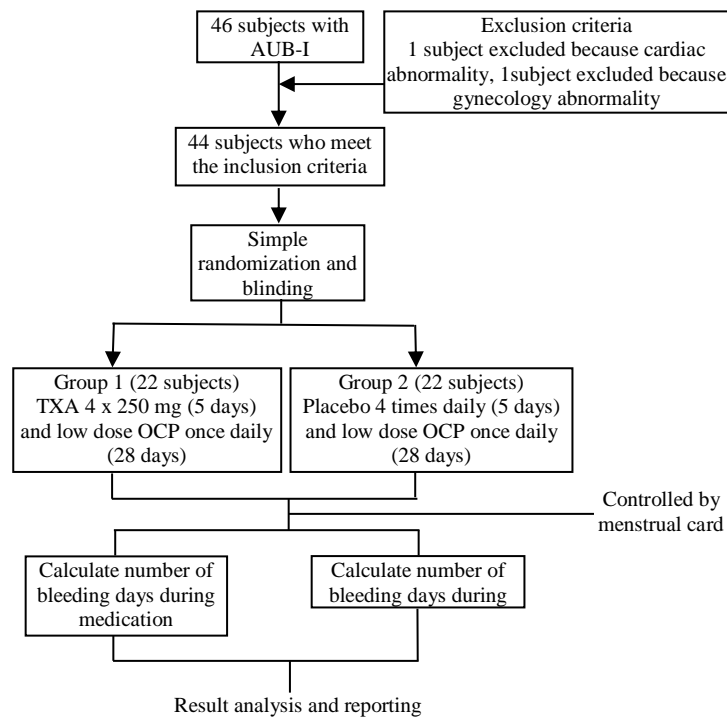 46 subjects with
AUB-I
Exclusion criteria
1 subject excluded because cardiac
abnormality, 1subject excluded because
gynecology abnormality
44 subjects who meet
the inclusion criteria
Simple
randomization and
blinding
Group 1 (22 subjects)
TXA 4 x 250 mg (5 days)
and low dose OCP once daily
(28 days)
Group 2 (22 subjects)
Placebo 4 times daily (5 days)
and low dose OCP once daily
(28 days)
Controlled by
menstrual card
Calculate number of
bleeding days during
medication
Calculate number of
bleeding days during
Result analysis and reporting